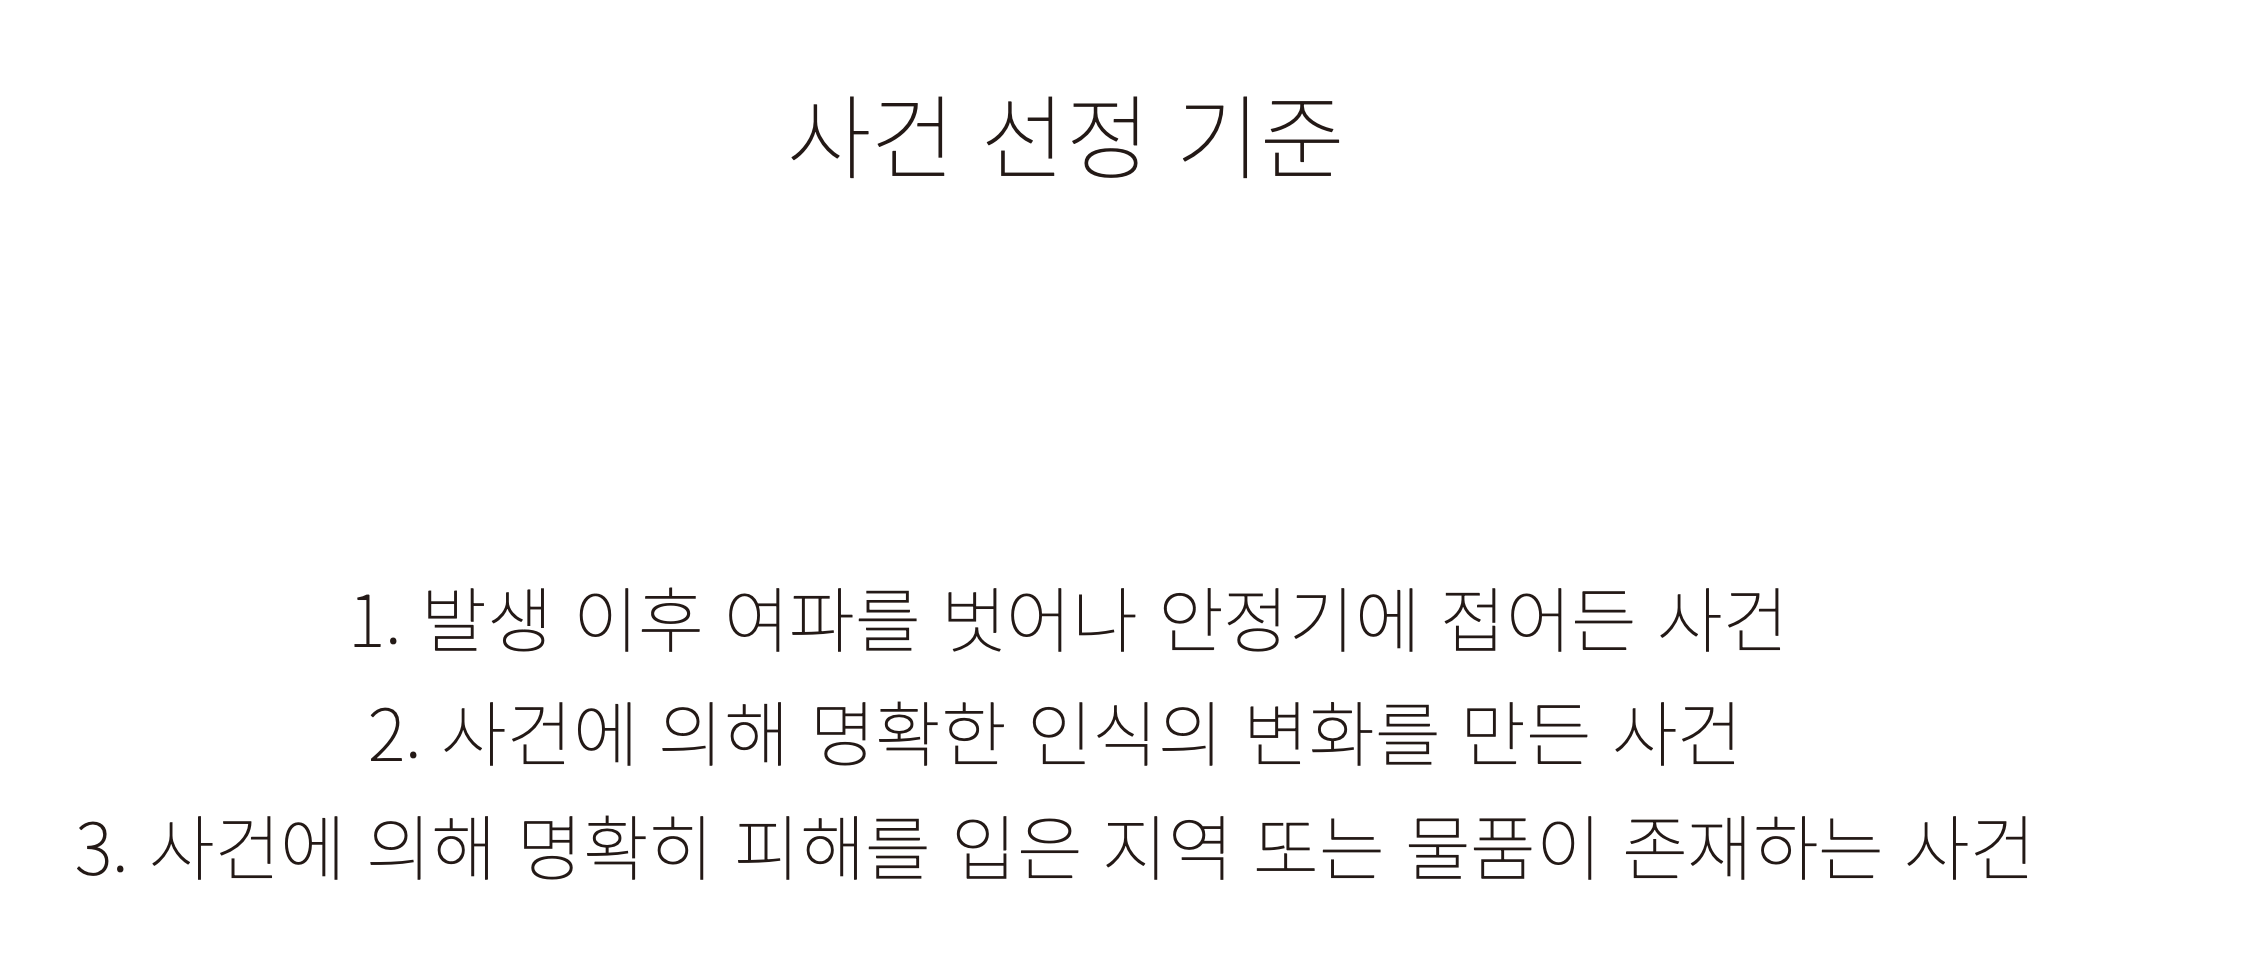 사건 선정 기준
1. 발생 이후 여파를 벗어나 안정기에 접어든 사건
2. 사건에 의해 명확한 인식의 변화를 만든 사건
3. 사건에 의해 명확히 피해를 입은 지역 또는 물품이 존재하는 사건